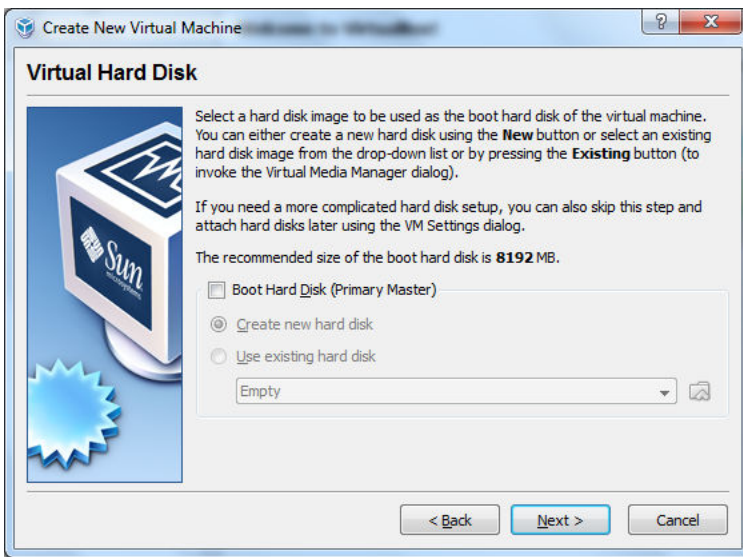 Create New Virtual Machine
Virtual Hard Disk
Select a hard disk image to be used as the boot hard disk of the virtual machine.
You can either create a new hard disk using the New button or select an existing
hard disk image from the drop-down list or by pressing the Existing button (to
invoke the Virtual Media Manager dialog).
If you need a more complicated hard disk setup, you can also skip this step and
attach hard disks later using the VM Settings dialog.
The recommended size of the boot hard disk is 8192 MB.
Sun
microsystems
Boot Hard Disk (Primary Master)
Create new hard disk
Use existing hard disk
Empty
< Back
Next >
Cancel